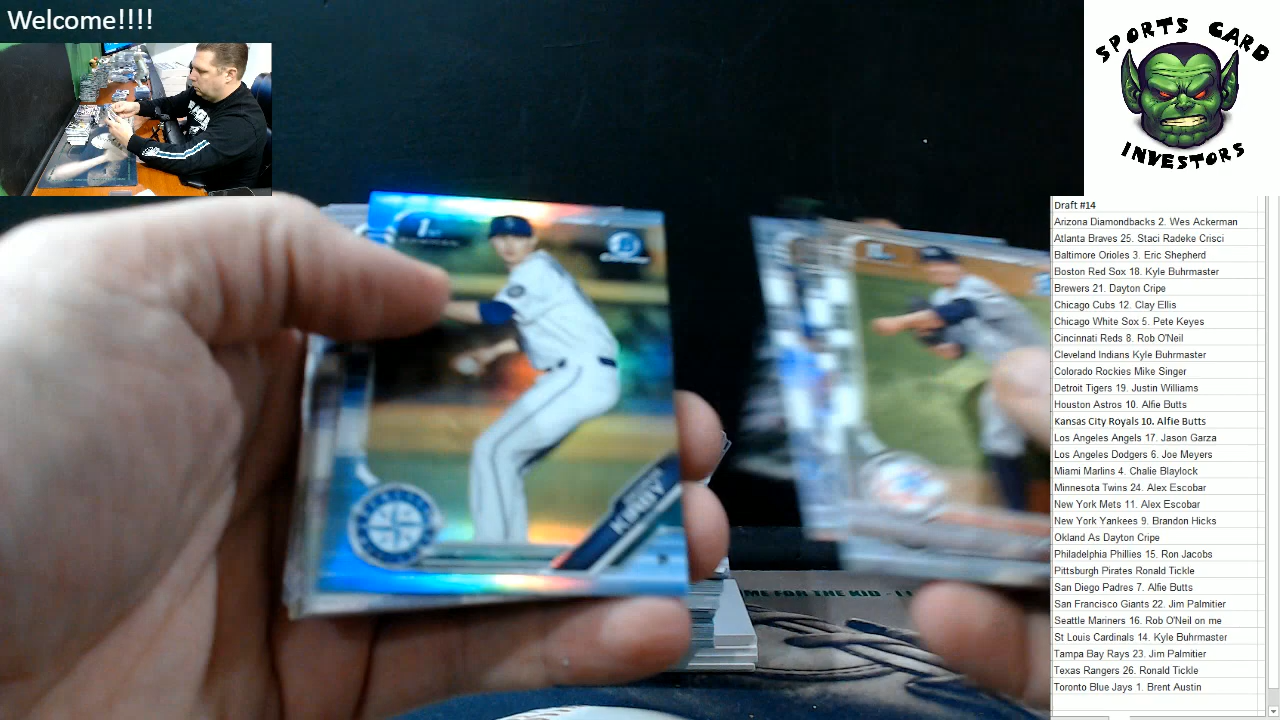 Welcome!!!!
SPORTS CARD
INVESTORS
1ST
KIRBY
ME FOR THE KID - 11
Draft #14
Arizona Diamondbacks 2. Wes Ackerman
Atlanta Braves 25. Staci Radeke Crisci
Baltimore Orioles 3. Eric Shepherd
Boston Red Sox 18. Kyle Buhrmaster
Brewers 21. Dayton Cripe
Chicago Cubs 12. Clay Ellis
Chicago White Sox 5. Pete Keyes
Cincinnati Reds 8. Rob O'Neil
Cleveland Indians Kyle Buhrmaster
Colorado Rockies Mike Singer
Detroit Tigers 19. Justin Williams
Houston Astros 10. Alfie Butts
Kansas City Royals 10. Alfie Butts
Los Angeles Angels 17. Jason Garza
Los Angeles Dodgers 6. Joe Meyers
Miami Marlins 4. Chalie Blaylock
Minnesota Twins 24. Alex Escobar
New York Mets 11. Alex Escobar
New York Yankees 9. Brandon Hicks
Okland As Dayton Cripe
Philadelphia Phillies 15. Ron Jacobs
Pittsburgh Pirates Ronald Tickle
San Diego Padres 7. Alfie Butts
San Francisco Giants 22. Jim Palmitier
Seattle Mariners 16. Rob O'Neil on me
St Louis Cardinals 14. Kyle Buhrmaster
Tampa Bay Rays 23. Jim Palmitier
Texas Rangers 26. Ronald Tickle
Toronto Blue Jays 1. Brent Austin